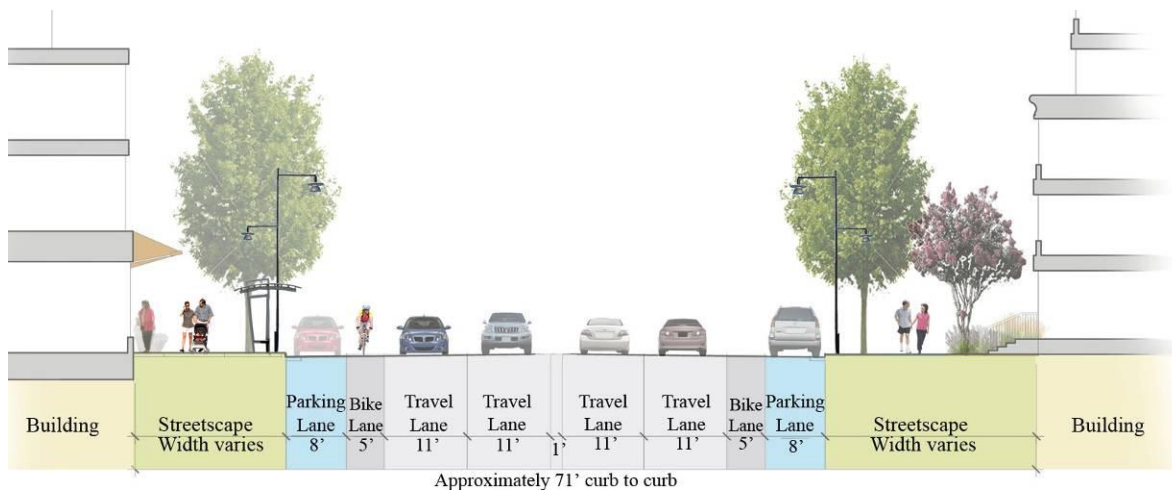 Building
Streetscape
Width varies
Parking
Lane
8'
Bike
Lane
5'
Travel
Lane
11'
Travel
Lane
11'
1'
Travel
Lane
11'
Travel
Lane
11'
Bike
Lane
5'
Parking
Lane
8'
Streetscape
Width varies
Building
Approximately 71' curb to curb